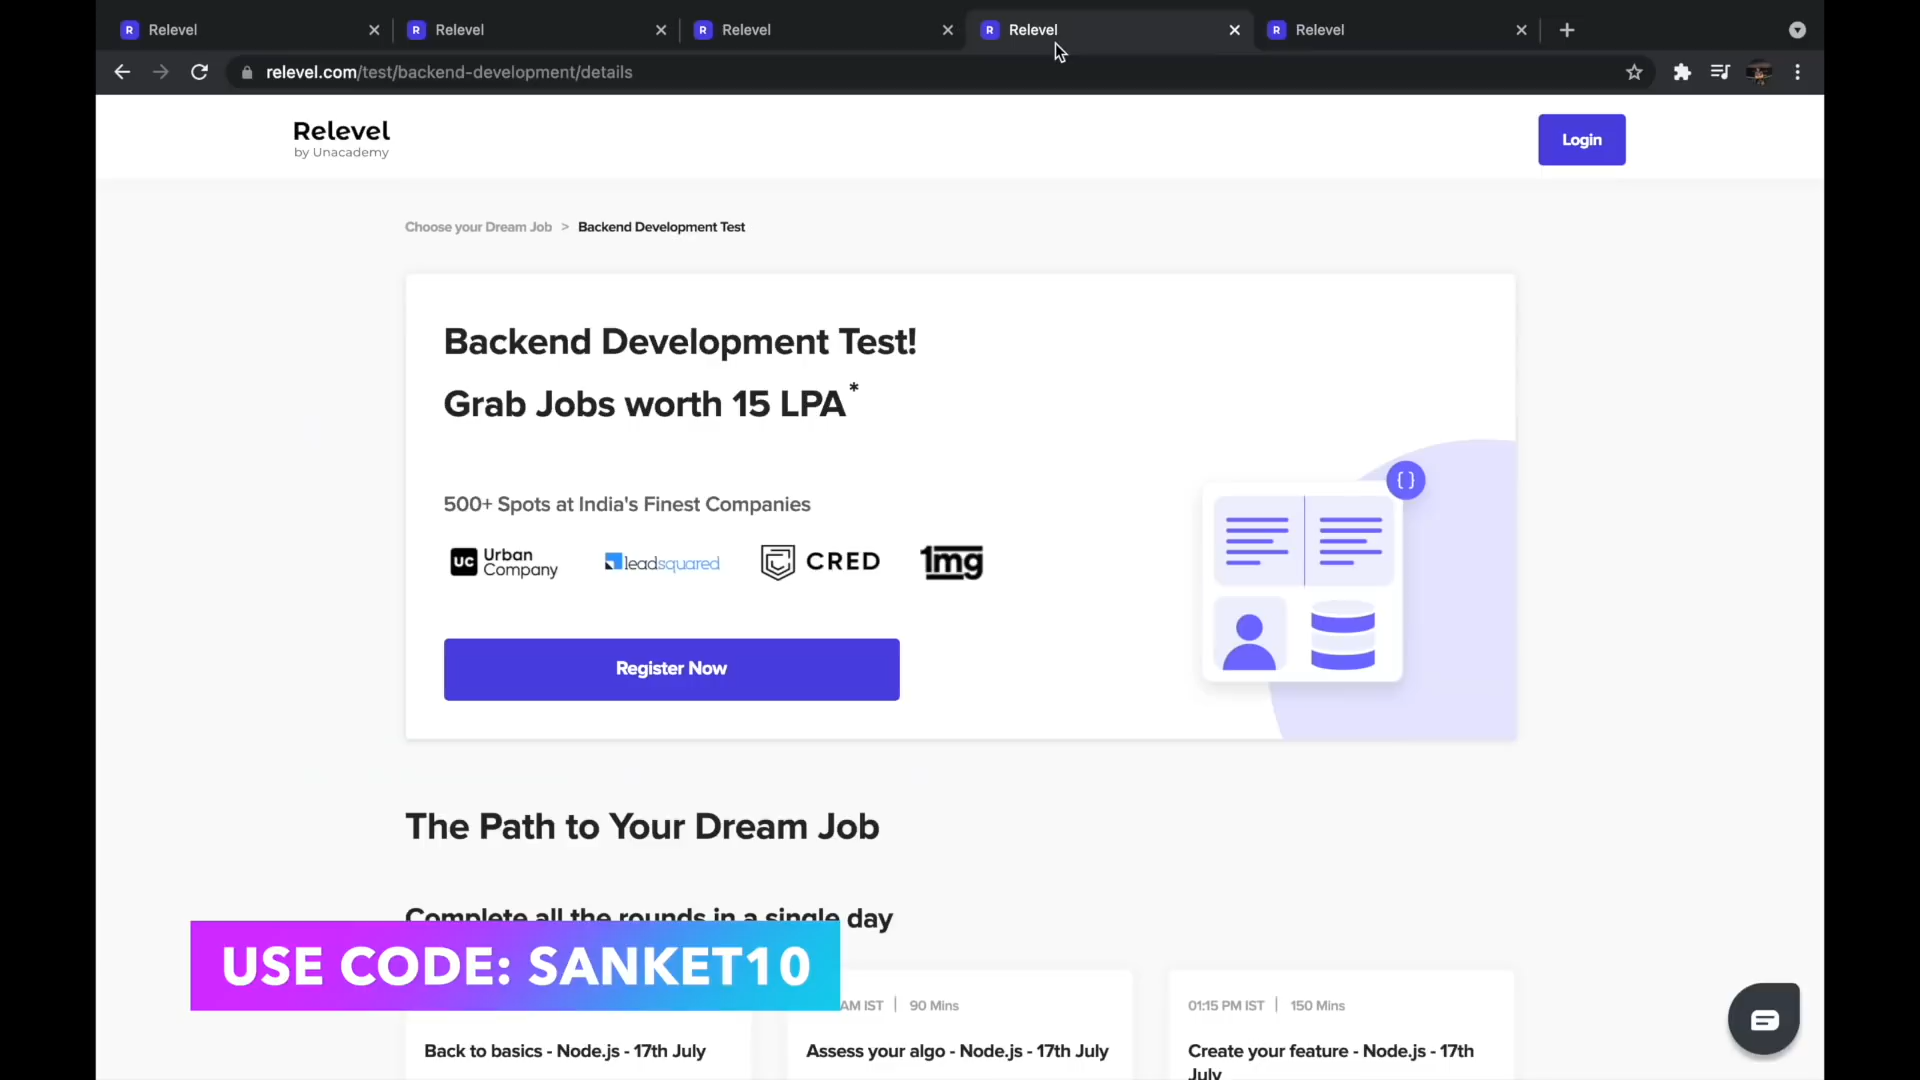 R Relevel
R Relevel
R Relevel
R Relevel
R Relevel
relevel.com/test/backend-development/details
Relevel
by Unacademy
Login
Choose your Dream Job > Backend Development Test
Backend Development Test!
Grab Jobs worth 15 LPA*
500+ Spots at India's Finest Companies
UC Urban Company
leadsquared
CRED
1mg
{ }
Register Now
The Path to Your Dream Job
Complete all the rounds in a single day
USE CODE: SANKET10
AM IST | 90 Mins
01:15 PM IST | 150 Mins
Back to basics - Node.js - 17th July
Assess your algo - Node.js - 17th July
Create your feature - Node.js - 17th
July